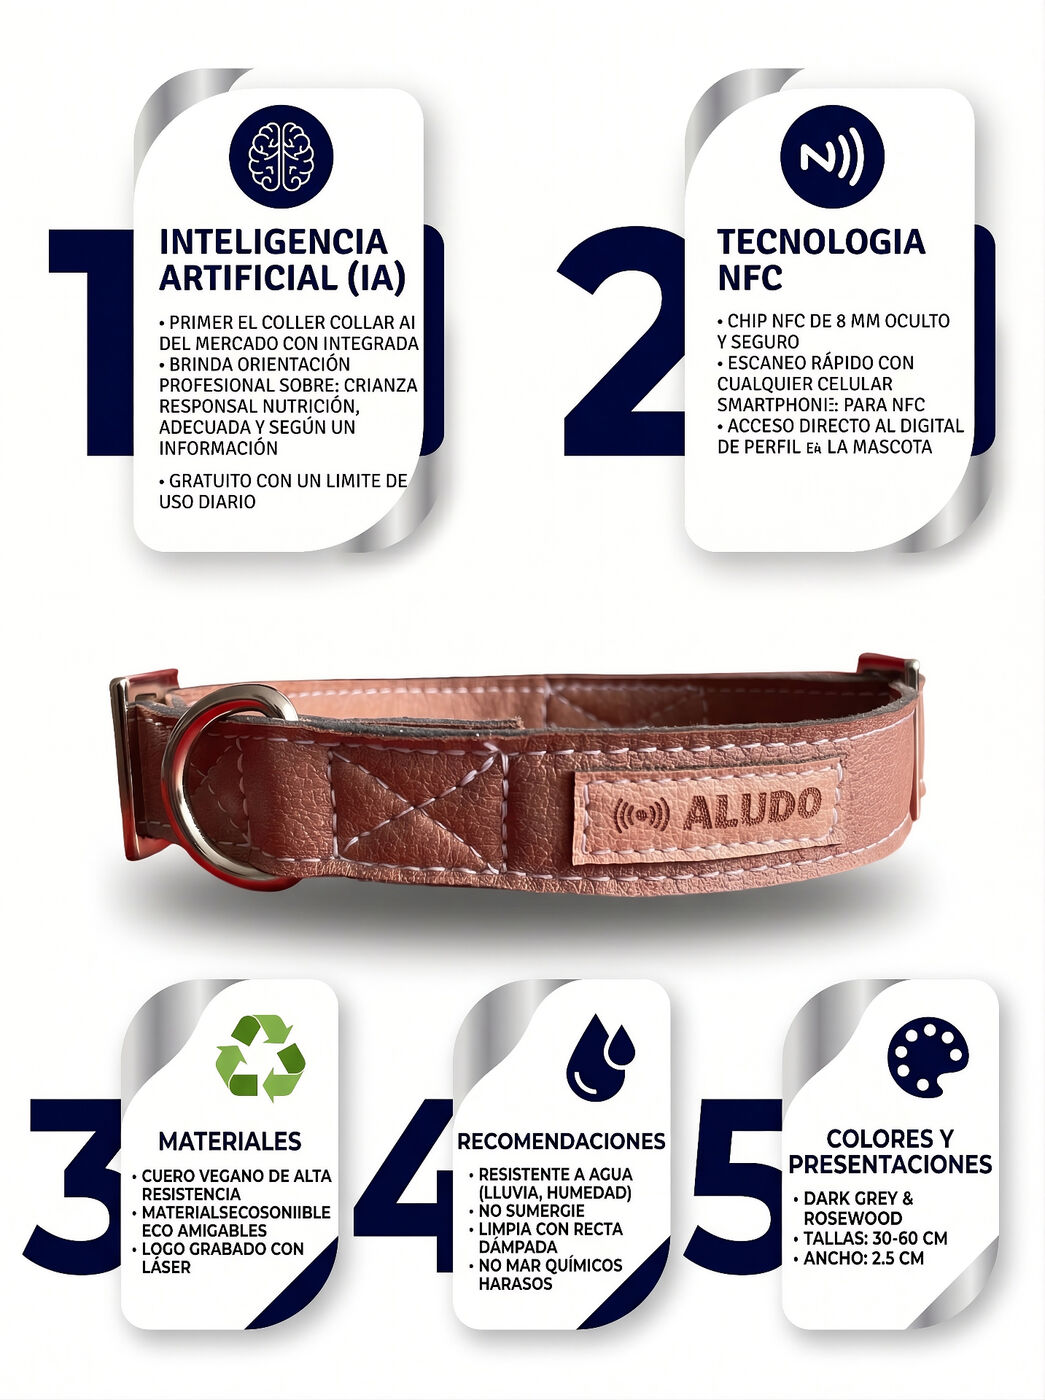 1
INTELIGENCIA
ARTIFICIAL (IA)
• PRIMER EL COLLER COLLAR AI
DEL MERCADO CON INTEGRADA
• BRINDA ORIENTACIÓN
PROFESIONAL SOBRE: CRIANZA
RESPONSAL NUTRICIÓN,
ADECUADA Y SEGÚN UN
INFORMACIÓN
• GRATUITO CON UN LIMITE DE
USO DIARIO
2
TECNOLOGIA
NFC
• CHIP NFC DE 8 MM OCULTO
Y SEGURO
• ESCANEO RÁPIDO CON
CUALQUIER CELULAR
SMARTPHONE: PARA NFC
• ACCESO DIRECTO AL DIGITAL
DE PERFIL LA MASCOTA
ALUDO
3
MATERIALES
• CUERO VEGANO DE ALTA
RESISTENCIA
• MATERIALSECOSONIIBLE
ECO AMIGABLES
• LOGO GRABADO CON
LÁSER
4
RECOMENDACIONES
• RESISTENTE A AGUA
(LLUVIA, HUMEDAD)
• NO SUMERGIE
• LIMPIA CON RECTA
DÁMPADA
• NO MAR QUÍMICOS
HARASOS
5
COLORES Y
PRESENTACIONES
• DARK GREY &
ROSEWOOD
• TALLAS: 30-60 CM
• ANCHO: 2.5 CM